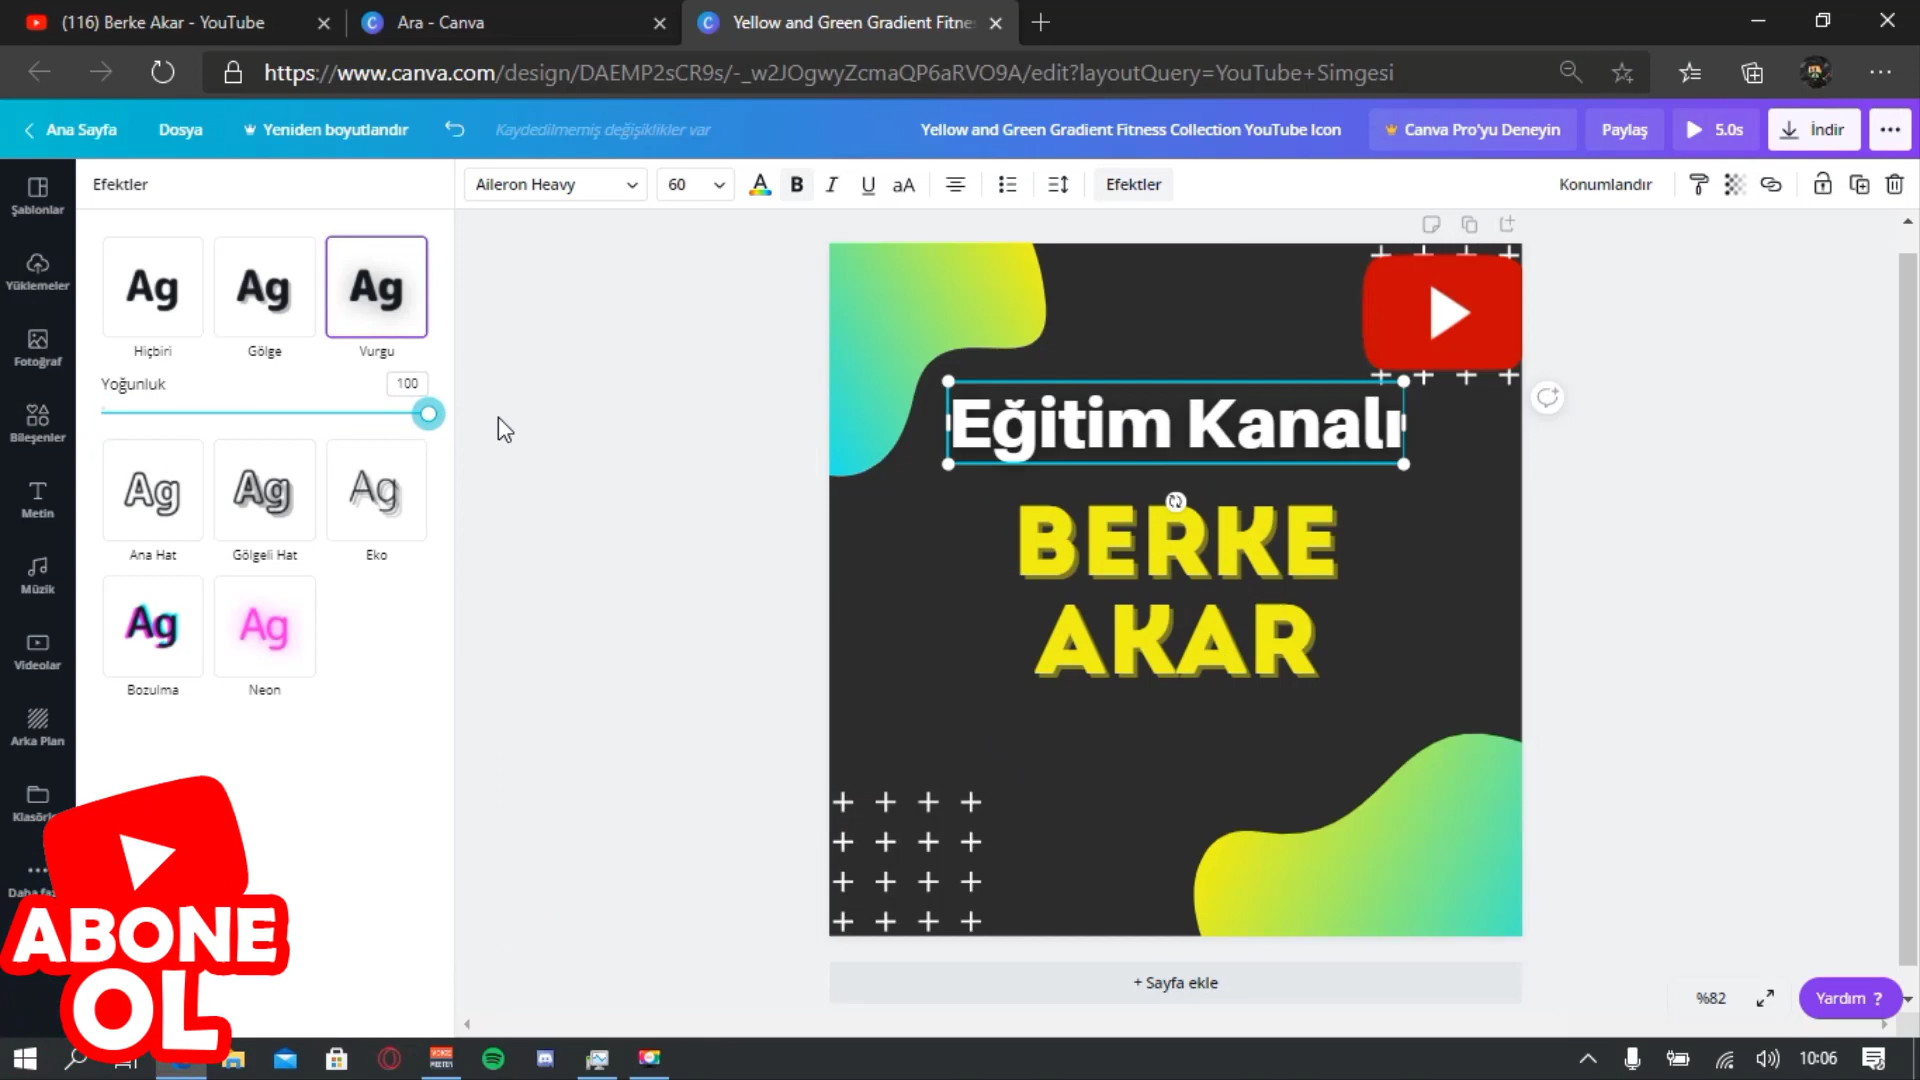 (116) Berke Akar - YouTube
Ara - Canva
Yellow and Green Gradient Fitne
https://www.canva.com/design/DAEMP2sCR9s/-_w2JOgwyZcmaQP6aRVO9A/edit?layoutQuery=YouTube+Simgesi
Ana Sayfa
Dosya
Yeniden boyutlandır
Kaydedilmemiş değişiklikler var
Yellow and Green Gradient Fitness Collection YouTube Icon
Canva Pro'yu Deneyin
Paylaş
5.0s
İndir
Efektler
Aileron Heavy
60
A
B
I
U
aA
Efektler
Konumlandır
Şablonlar
Yüklemeler
Fotoğraf
Bileşenler
Metin
Müzik
Videolar
Arka Plan
Klasörl
Daha faz
Ag
Ag
Ag
Hiçbiri
Gölge
Vurgu
Yoğunluk
100
Ag
Ag
Ag
Ana Hat
Gölgeli Hat
Eko
Ag
Ag
Bozulma
Neon
Eğitim Kanalı
BERKE
AKAR
+ Sayfa ekle
%82
Yardım ?
ABONE
OL
10:06